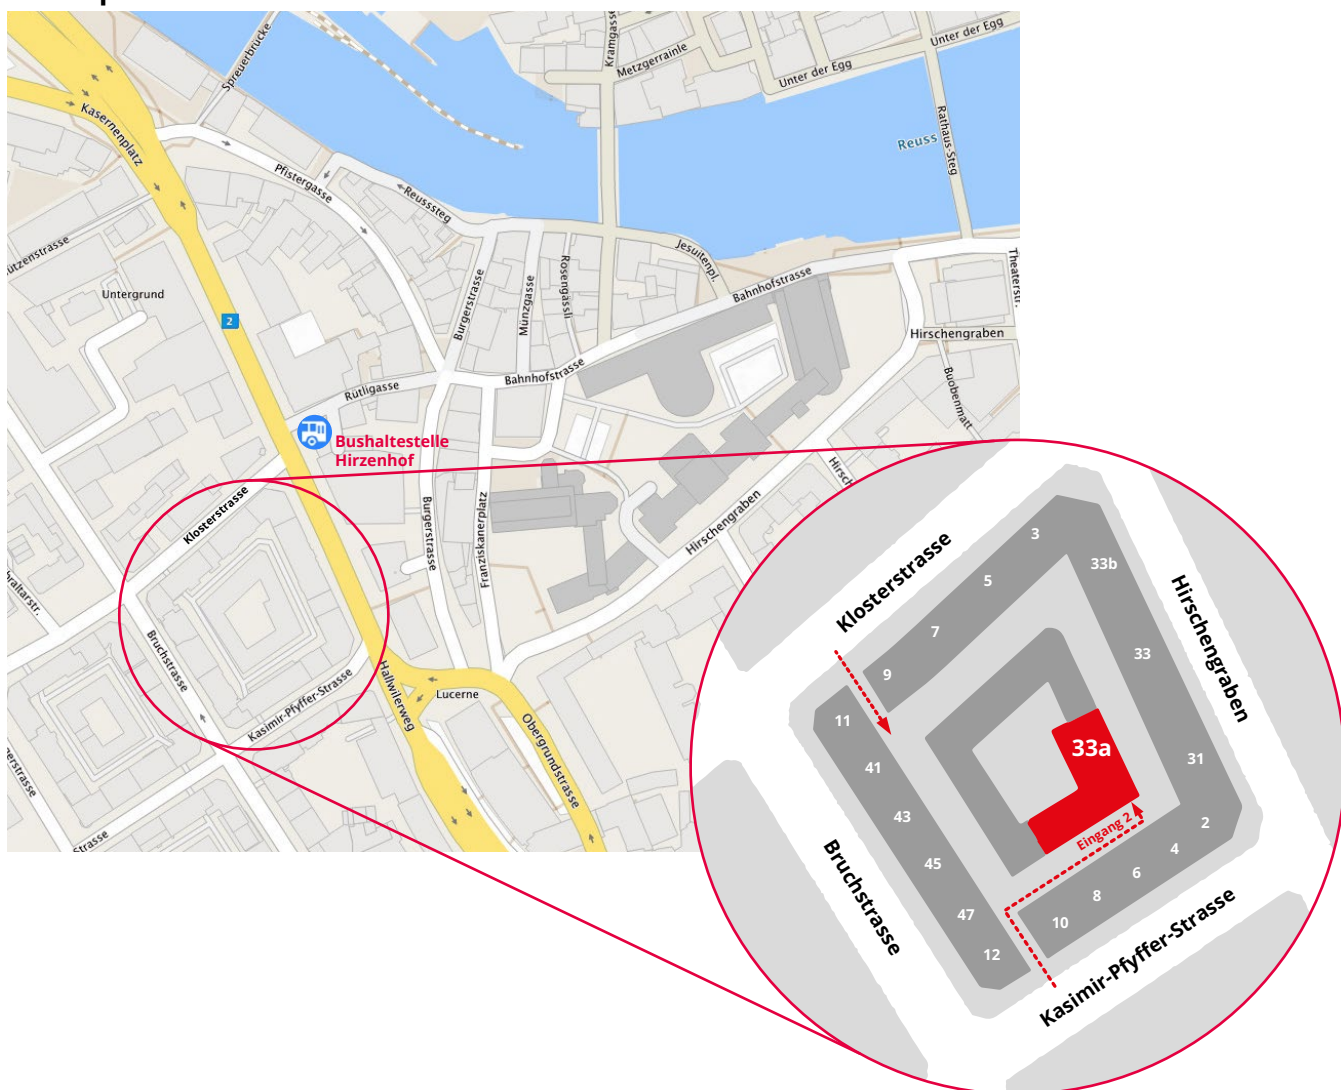 Spreuerbrücke
Kramgasse
Metzgerrainle
Unter der Egg
Unter der Egg
Kasernenplatz
Pfistergasse
Reusssteg
Reuss
Rathaus-Steg
Jesuitenpl.
Theaterstr.
Untergrund
2
Burgerstrasse
Münzgasse
Rosengässli
Bahnhofstrasse
Hirschengraben
Buobenmatt
Rütligasse
Bahnhofstrasse
Bushaltestelle
Hirzenhof
Klosterstrasse
Burgerstrasse
Franziskanerplatz
Hirschengraben
Bruchstrasse
Kasimir-Pfyffer-Strasse
Hallwilerweg
Lucerne
Obergrundstrasse
Klosterstrasse
Hirschengraben
Bruchstrasse
Kasimir-Pfyffer-Strasse
3
5
7
9
11
33b
33
31
33a
41
43
45
47
12
2
4
6
8
10
Eingang 2